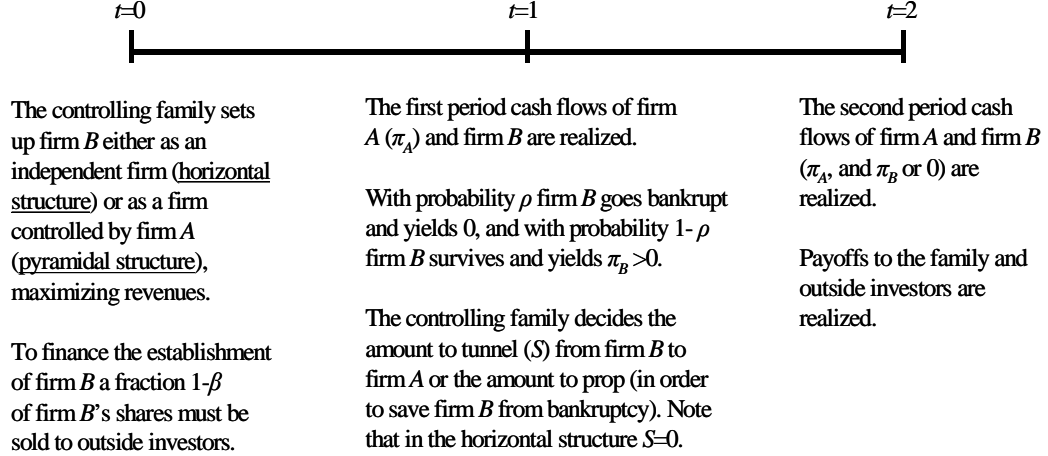 t=0
t=1
t=2
The controlling family sets
up firm B either as an
independent firm (horizontal
structure) or as a firm
controlled by firm A
(pyramidal structure),
maximizing revenues.
To finance the establishment
of firm B a fraction 1-β
of firm B's shares must be
sold to outside investors.
The first period cash flows of firm
A (π_A) and firm B are realized.
With probability ρ firm B goes bankrupt
and yields 0, and with probability 1- ρ
firm B survives and yields π_B >0.
The controlling family decides the
amount to tunnel (S) from firm B to
firm A or the amount to prop (in order
to save firm B from bankruptcy). Note
that in the horizontal structure S=0.
The second period cash
flows of firm A and firm B
(π_A, and π_B or 0) are
realized.
Payoffs to the family and
outside investors are
realized.